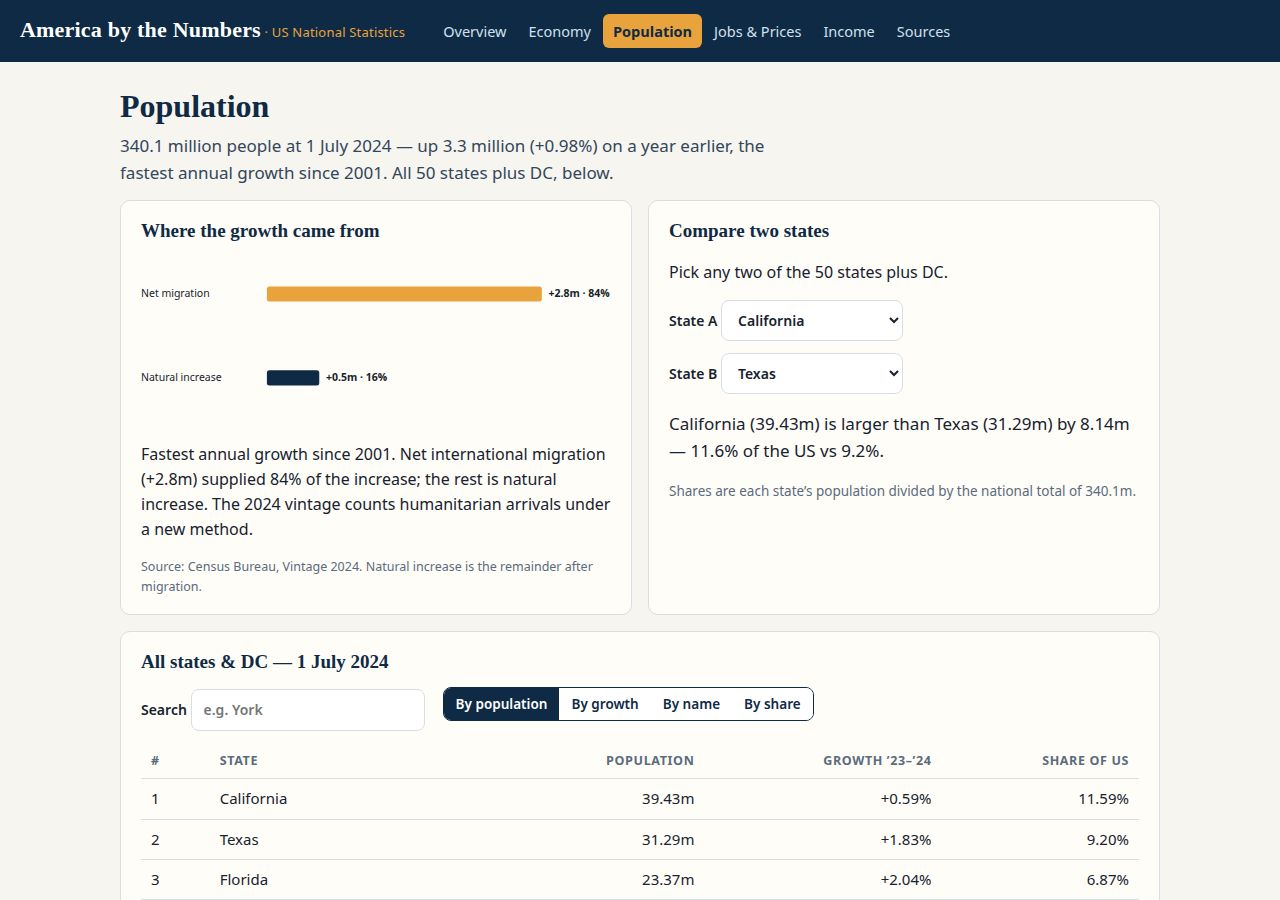 America by the Numbers · US National Statistics
Overview
Economy
Population
Jobs & Prices
Income
Sources
Population
340.1 million people at 1 July 2024 — up 3.3 million (+0.98%) on a year earlier, the
fastest annual growth since 2001. All 50 states plus DC, below.
Where the growth came from
Net migration
+2.8m · 84%
Natural increase
+0.5m · 16%
Fastest annual growth since 2001. Net international migration
(+2.8m) supplied 84% of the increase; the rest is natural
increase. The 2024 vintage counts humanitarian arrivals under
a new method.
Source: Census Bureau, Vintage 2024. Natural increase is the remainder after
migration.
Compare two states
Pick any two of the 50 states plus DC.
State A California
State B Texas
California (39.43m) is larger than Texas (31.29m) by 8.14m
— 11.6% of the US vs 9.2%.
Shares are each state’s population divided by the national total of 340.1m.
All states & DC — 1 July 2024
Search e.g. York
By population
By growth
By name
By share
# STATE POPULATION GROWTH ’23–’24 SHARE OF US
1 California 39.43m +0.59% 11.59%
2 Texas 31.29m +1.83% 9.20%
3 Florida 23.37m +2.04% 6.87%